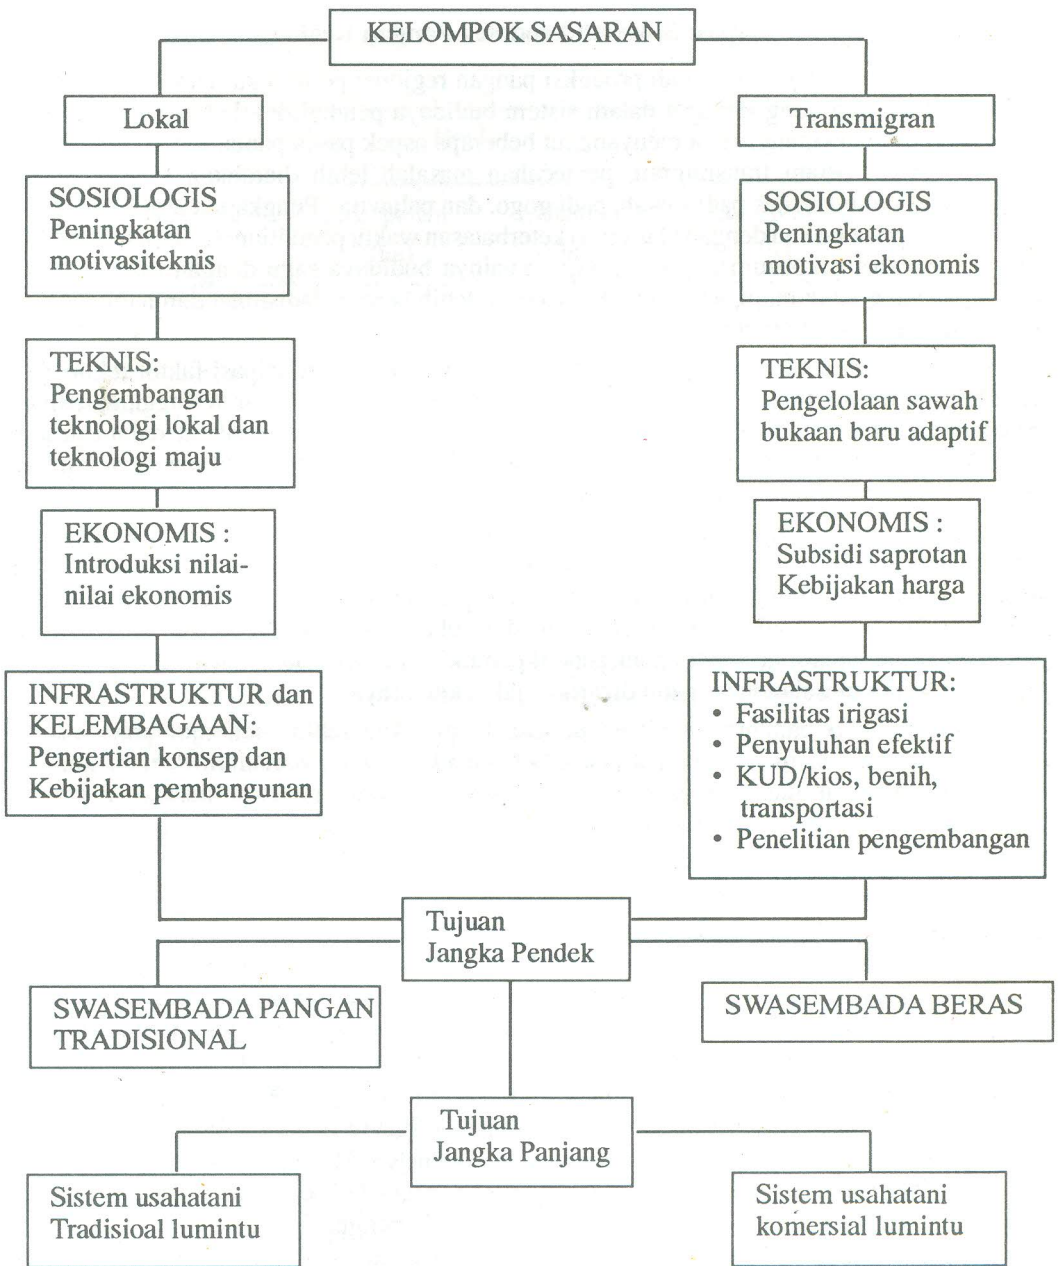 KELOMPOK SASARAN
Lokal
Transmigran
SOSIOLOGIS
Peningkatan
motivasiteknis
SOSIOLOGIS
Peningkatan
motivasi ekonomis
TEKNIS:
Pengembangan
teknologi lokal dan
teknologi maju
TEKNIS:
Pengelolaan sawah
bukaan baru adaptif
EKONOMIS :
Introduksi nilai-
nilai ekonomis
EKONOMIS :
Subsidi saprotan
Kebijakan harga
INFRASTRUKTUR dan
KELEMBAGAAN:
Pengertian konsep dan
Kebijakan pembangunan
INFRASTRUKTUR:
• Fasilitas irigasi
• Penyuluhan efektif
• KUD/kios, benih,
transportasi
• Penelitian pengembangan
Tujuan
Jangka Pendek
SWASEMBADA PANGAN
TRADISIONAL
SWASEMBADA BERAS
Tujuan
Jangka Panjang
Sistem usahatani
Tradisioal lumintu
Sistem usahatani
komersial lumintu